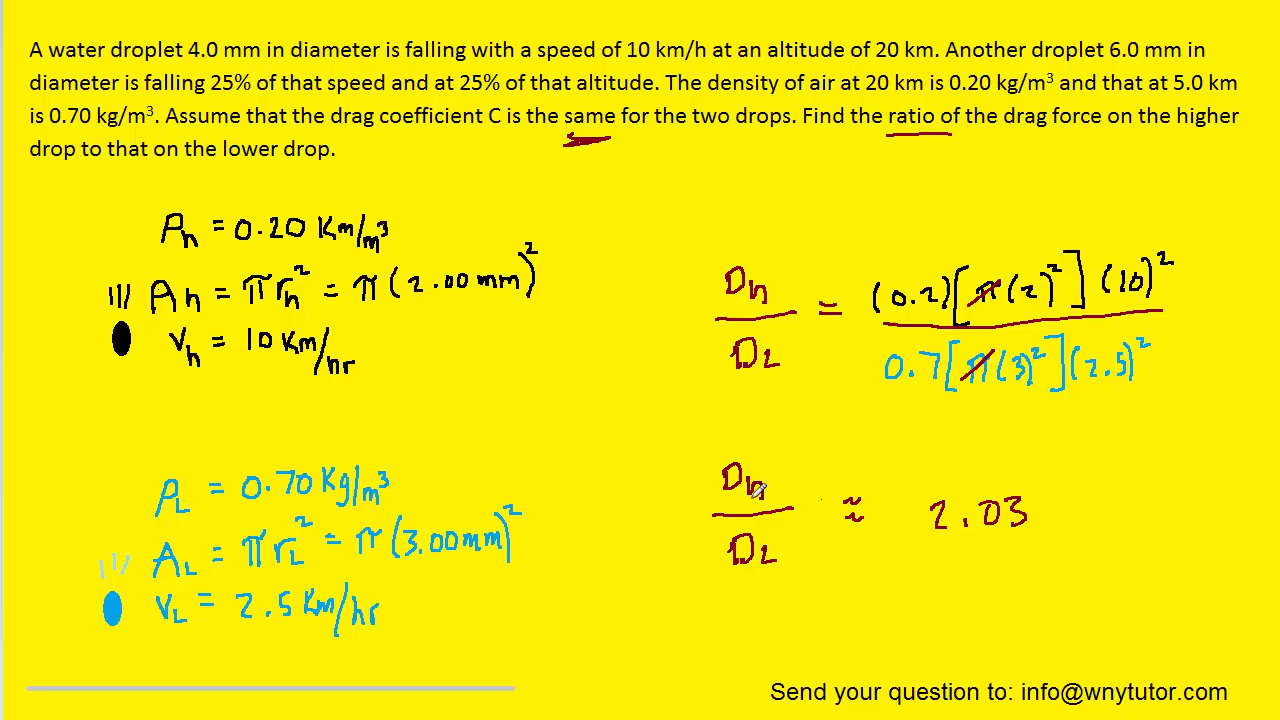 A water droplet 4.0 mm in diameter is falling with a speed of 10 km/h at an altitude of 20 km. Another droplet 6.0 mm in
diameter is falling 25% of that speed and at 25% of that altitude. The density of air at 20 km is 0.20 kg/m³ and that at 5.0 km
is 0.70 kg/m³. Assume that the drag coefficient C is the same for the two drops. Find the ratio of the drag force on the higher
drop to that on the lower drop.
ρh = 0.20 Km/m³
Ah = πrh² = π(2.00mm)²
Vh = 10 Km/hr
Dh/DL = (0.2)[π(2)²](10)² / 0.7[π(3)²](2.5)²
ρL = 0.70 Kg/m³
AL = πrL² = π(3.00mm)²
VL = 2.5 Km/hr
Dh/DL ≈ 2.03
Send your question to: info@wnytutor.com